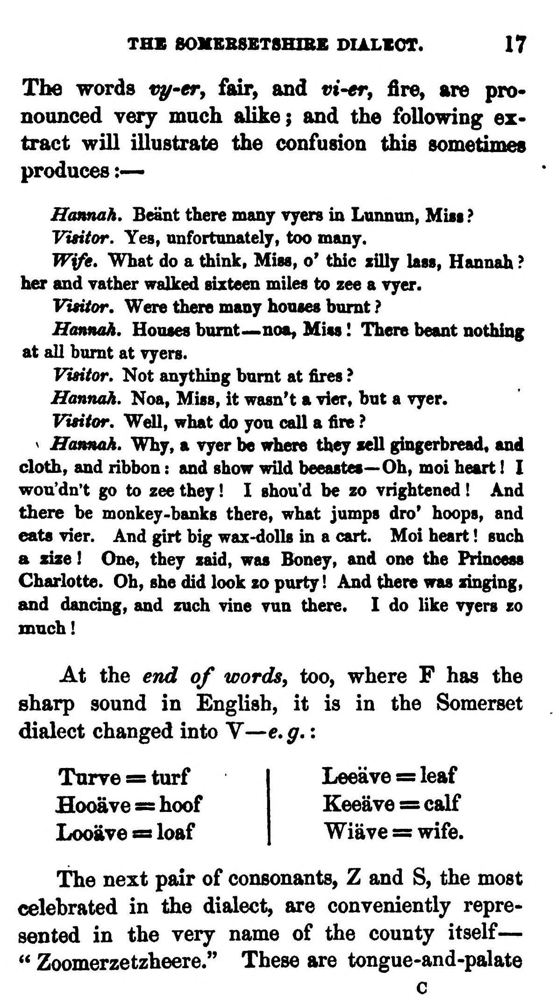 THE SOMERSETSHIRE DIALECT. 17
The words vy-er, fair, and vi-er, fire, are pro-
nounced very much alike; and the following ex-
tract will illustrate the confusion this sometimes
produces:—
Hannah. Beänt there many vyers in Lunnun, Miss?
Visitor. Yes, unfortunately, too many.
Wife. What do a think, Miss, o' thic zilly lass, Hannah?
her and vather walked sixteen miles to zee a vyer.
Visitor. Were there many houses burnt?
Hannah. Houses burnt—noa, Miss! There beant nothing
at all burnt at vyers.
Visitor. Not anything burnt at fires?
Hannah. Noa, Miss, it wasn't a vier, but a vyer.
Visitor. Well, what do you call a fire?
Hannah. Why, a vyer be where they zell gingerbread, and
cloth, and ribbon: and show wild beeastes—Oh, moi heart! I
wou'dn't go to zee they! I shou'd be zo vrightened! And
there be monkey-banks there, what jumps dro' hoops, and
eats vier. And girt big wax-dolls in a cart. Moi heart! such
a zize! One, they zaid, was Boney, and one the Princess
Charlotte. Oh, she did look zo purty! And there was zinging,
and dancing, and zuch vine vun there. I do like vyers zo
much!
At the end of words, too, where F has the
sharp sound in English, it is in the Somerset
dialect changed into V—e.g.:
Turve = turf
Hooäve = hoof
Looäve = loaf
Leeäve = leaf
Keeäve = calf
Wiäve = wife.
The next pair of consonants, Z and S, the most
celebrated in the dialect, are conveniently repre-
sented in the very name of the county itself—
"Zoomerzetzheere." These are tongue-and-palate
C